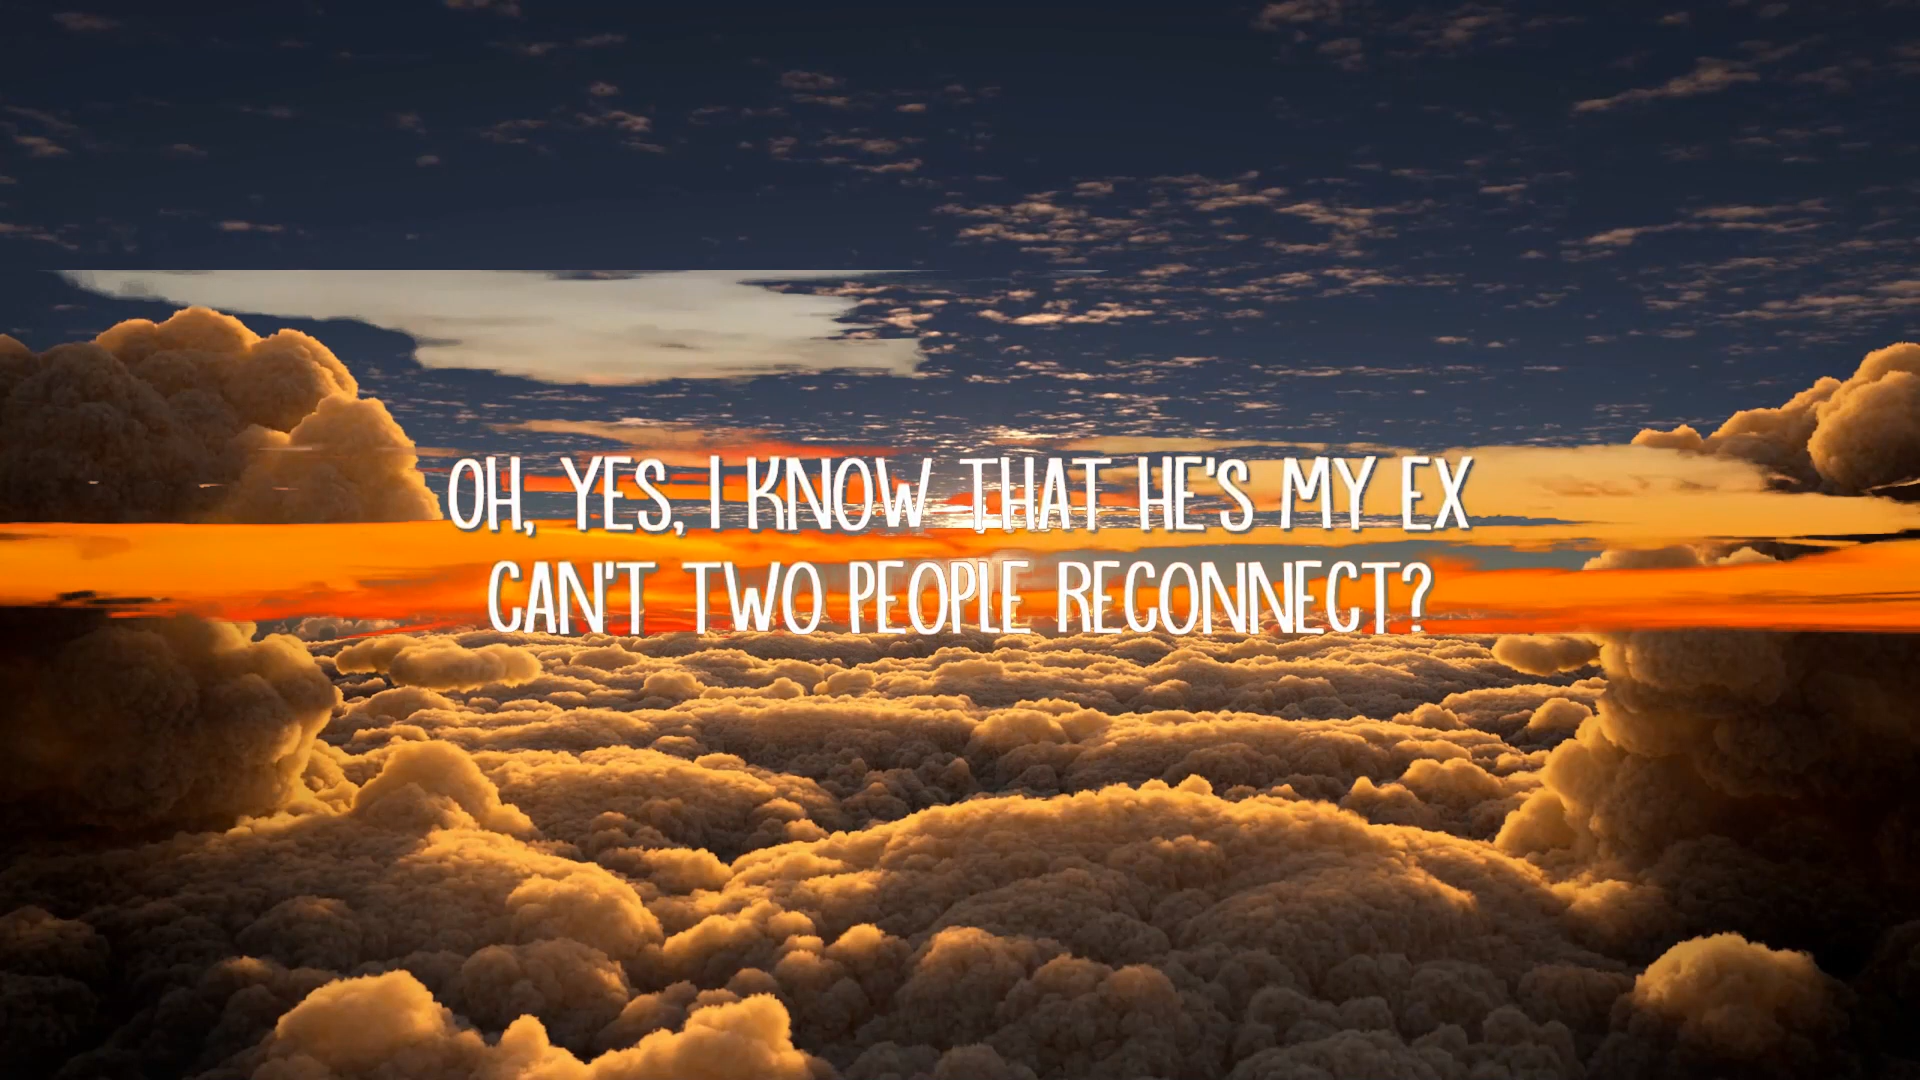 OH, YES, I KNOW THAT HE'S MY EX
CAN'T TWO PEOPLE RECONNECT?